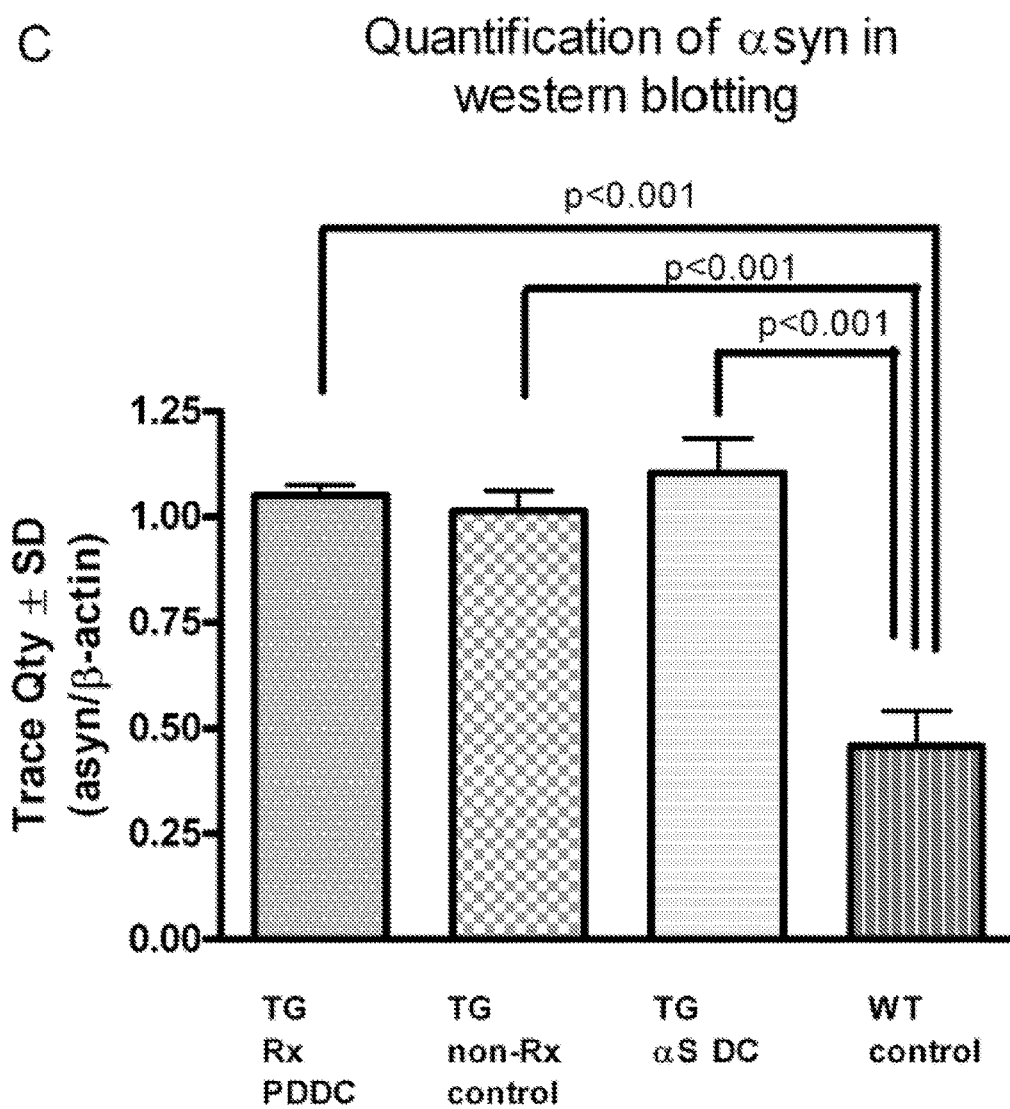 C
Quantification of αsyn in
western blotting
p<0.001
p<0.001
p<0.001
1.25
1.00
0.75
0.50
0.25
0.00
Trace Qty ± SD
(asyn/β-actin)
TG
Rx
PDDC
TG
non-Rx
control
TG
αS DC
WT
control